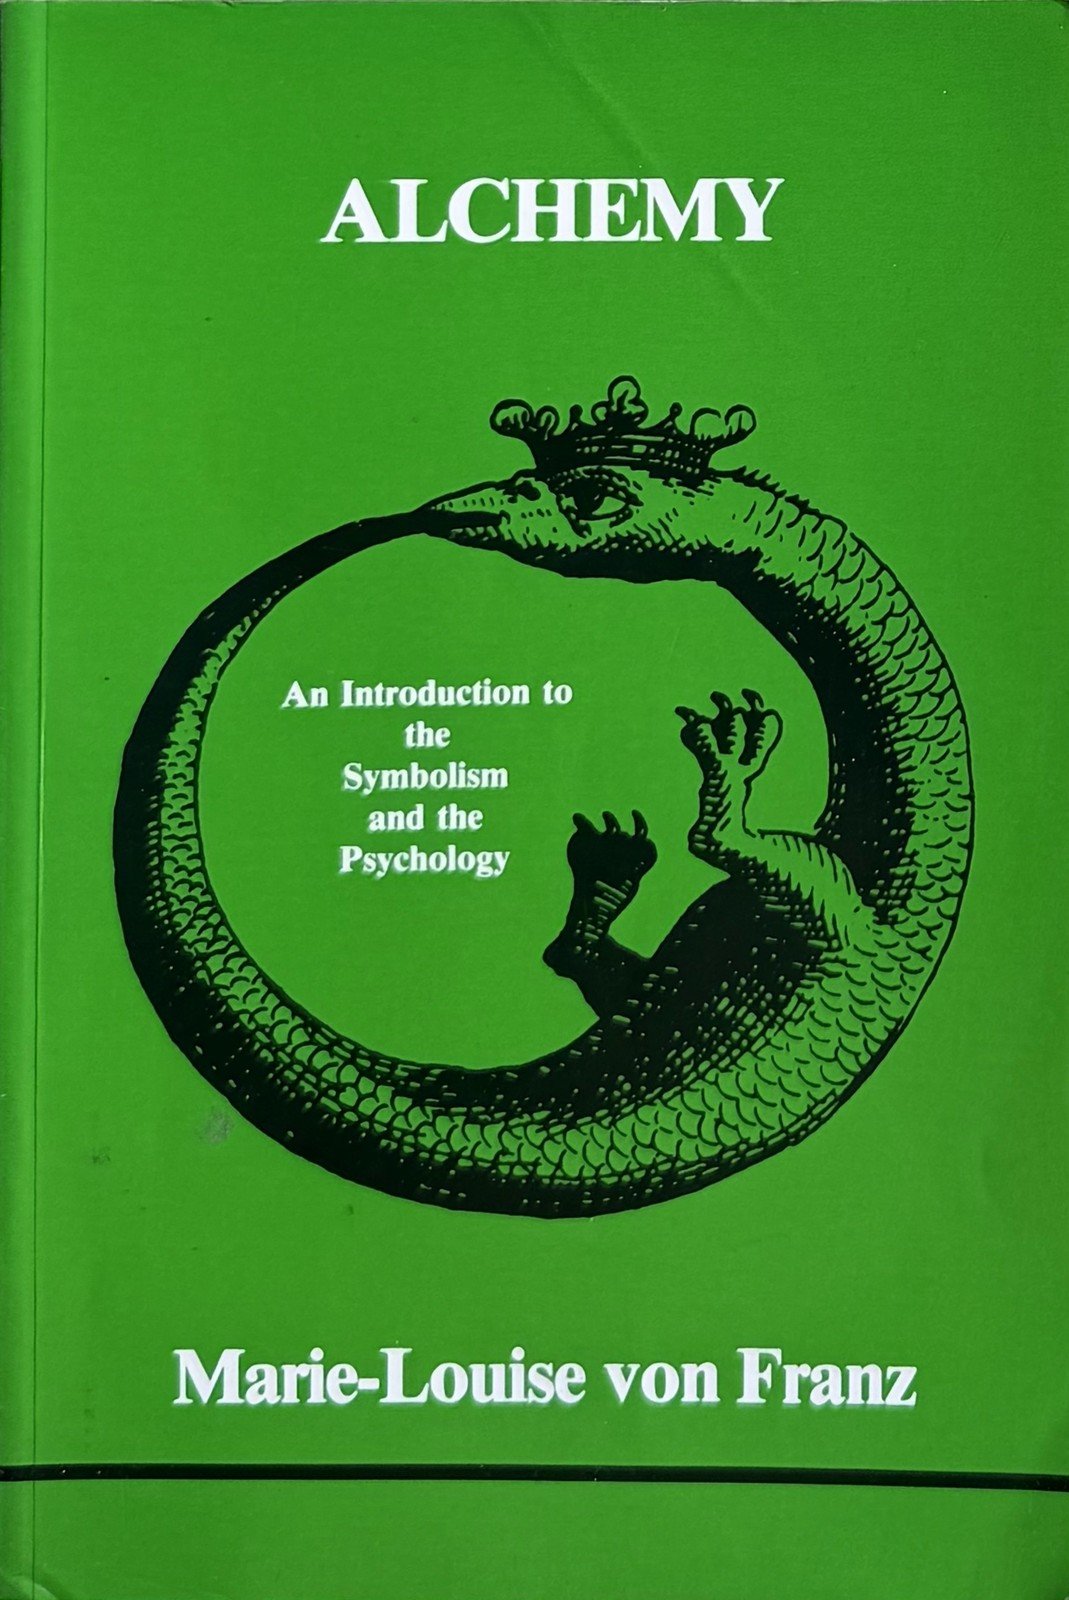 ALCHEMY
An Introduction to
the
Symbolism
and the
Psychology
Marie-Louise von Franz